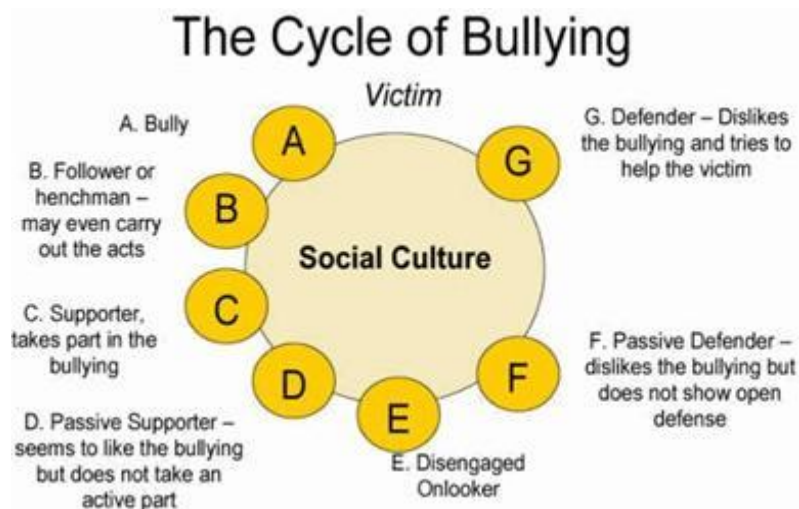 The Cycle of Bullying
Victim
A. Bully
B. Follower or
henchman –
may even carry
out the acts
C. Supporter,
takes part in the
bullying
D. Passive Supporter –
seems to like the bullying
but does not take an
active part
E. Disengaged
Onlooker
F. Passive Defender –
dislikes the bullying but
does not show open
defense
G. Defender – Dislikes
the bullying and tries to
help the victim
A
B
C
D
E
F
G
Social Culture